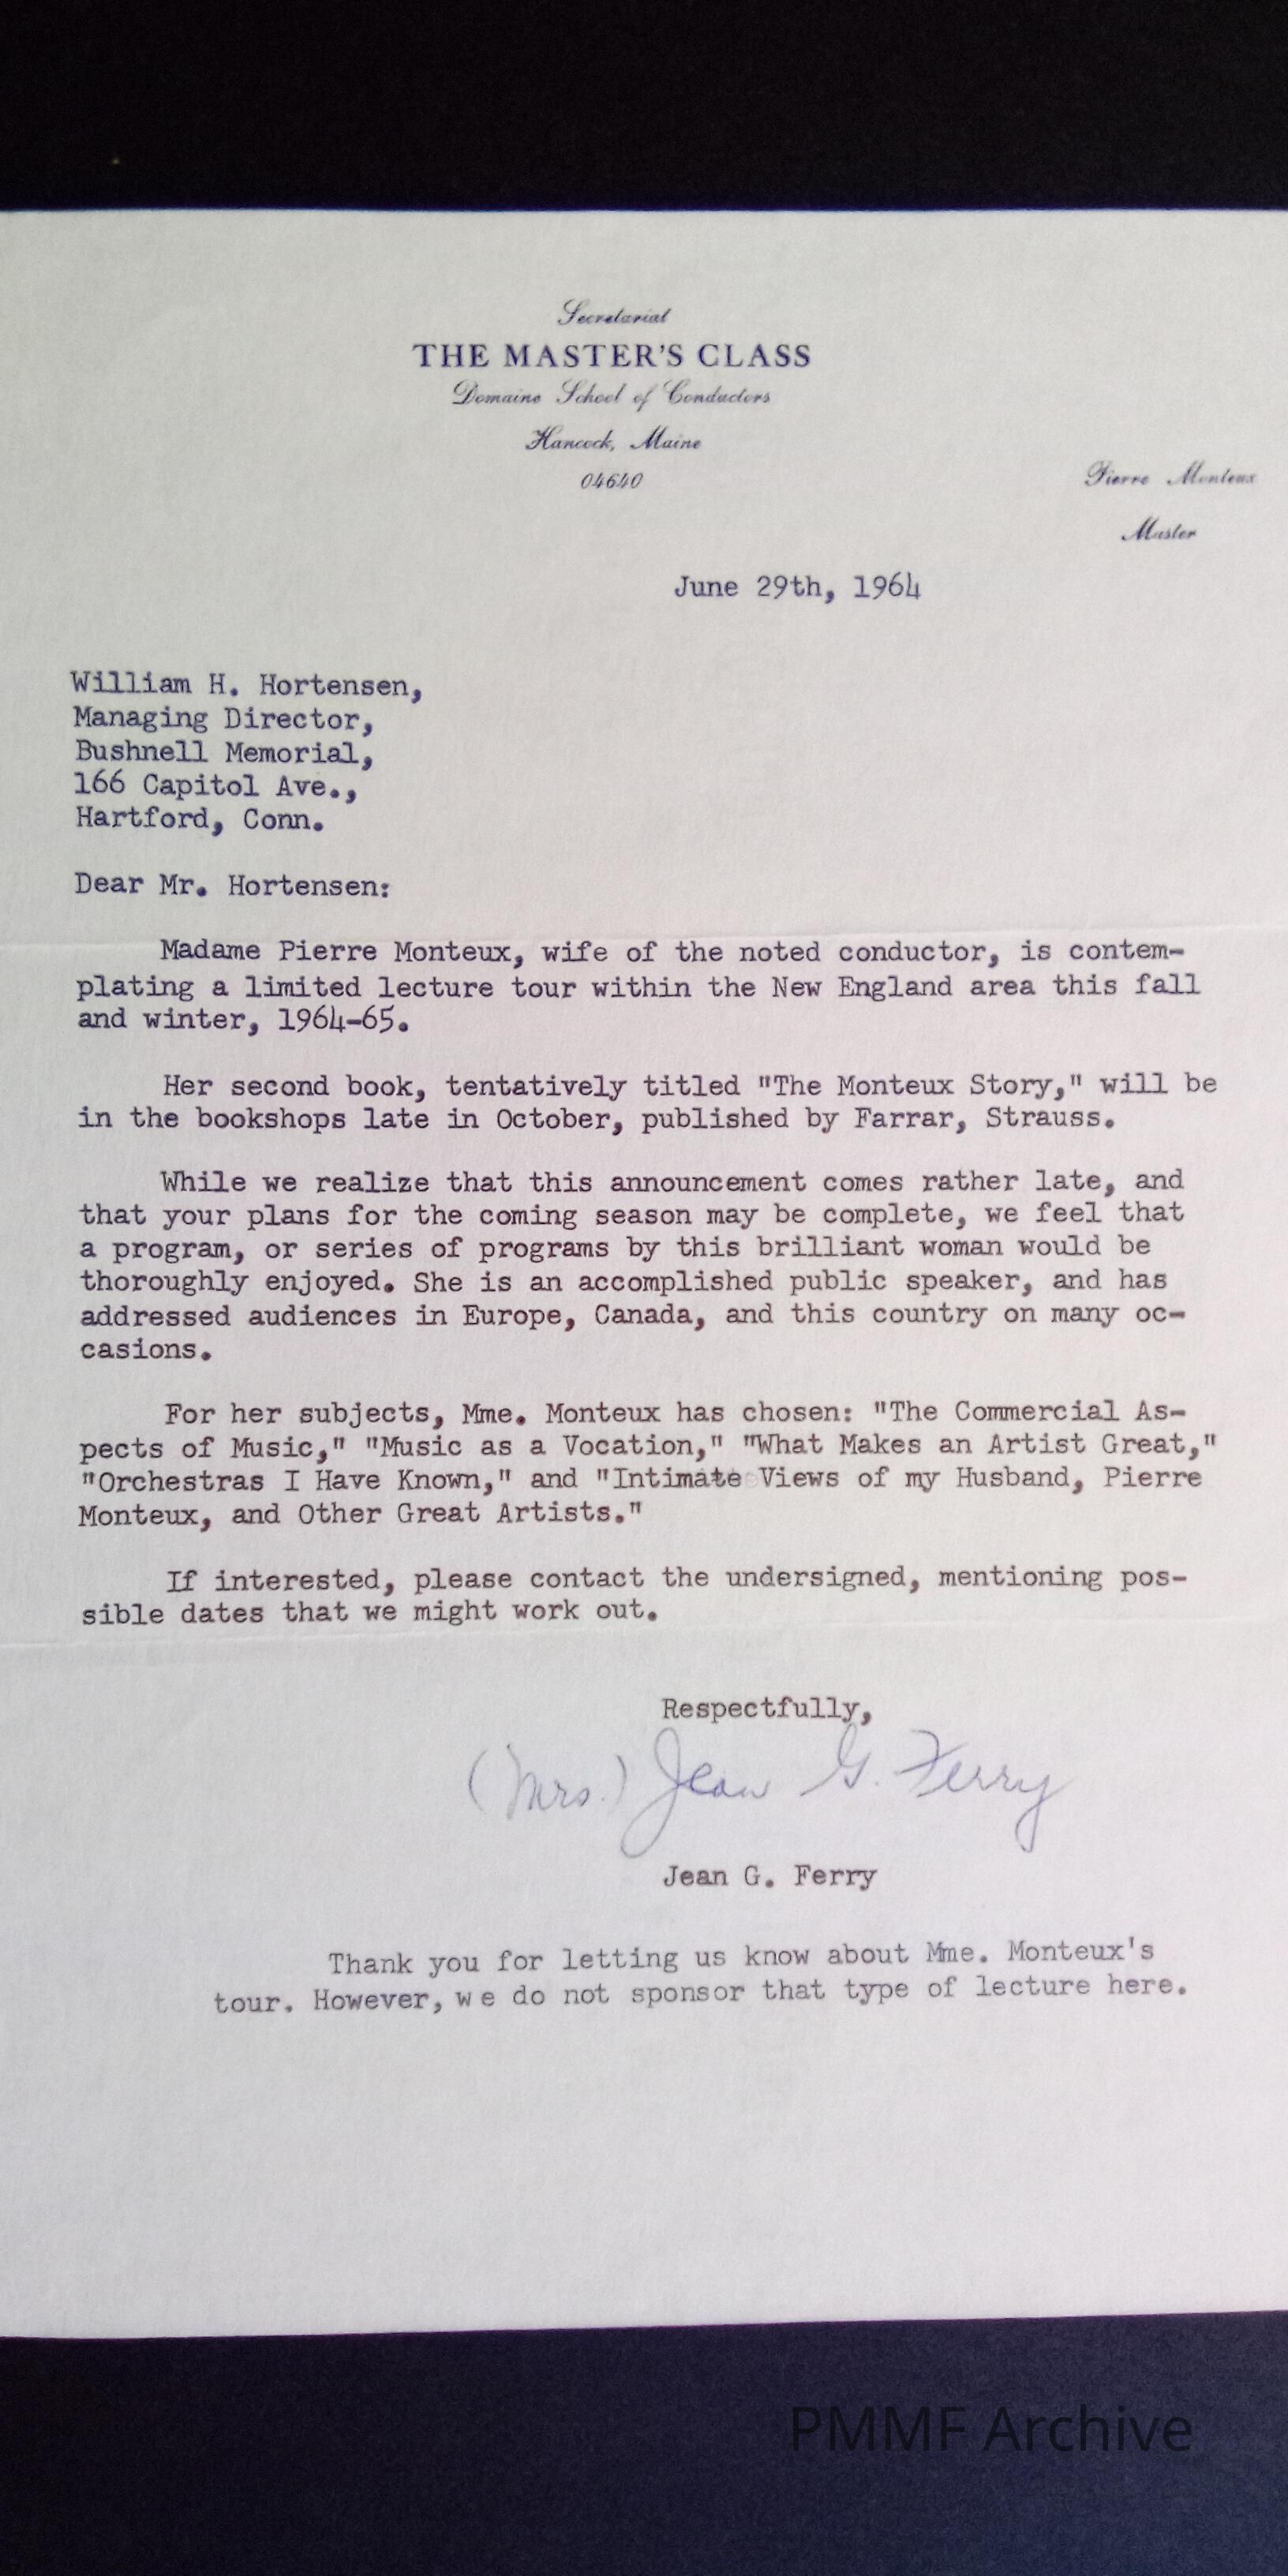 Secretarial
THE MASTER'S CLASS
Domaine School of Conductors
Hancock, Maine
04640
Pierre Monteux
Master
June 29th, 1964
William H. Hortensen,
Managing Director,
Bushnell Memorial,
166 Capitol Ave.,
Hartford, Conn.
Dear Mr. Hortensen:
Madame Pierre Monteux, wife of the noted conductor, is contem-
plating a limited lecture tour within the New England area this fall
and winter, 1964-65.
Her second book, tentatively titled "The Monteux Story," will be
in the bookshops late in October, published by Farrar, Strauss.
While we realize that this announcement comes rather late, and
that your plans for the coming season may be complete, we feel that
a program, or series of programs by this brilliant woman would be
thoroughly enjoyed. She is an accomplished public speaker, and has
addressed audiences in Europe, Canada, and this country on many oc-
casions.
For her subjects, Mme. Monteux has chosen: "The Commercial As-
pects of Music," "Music as a Vocation," "What Makes an Artist Great,"
"Orchestras I Have Known," and "Intimate Views of my Husband, Pierre
Monteux, and Other Great Artists."
If interested, please contact the undersigned, mentioning pos-
sible dates that we might work out.
Respectfully,
(Mrs.) Jean G. Ferry
Jean G. Ferry
Thank you for letting us know about Mme. Monteux's
tour. However, we do not sponsor that type of lecture here.
PMMF Archive